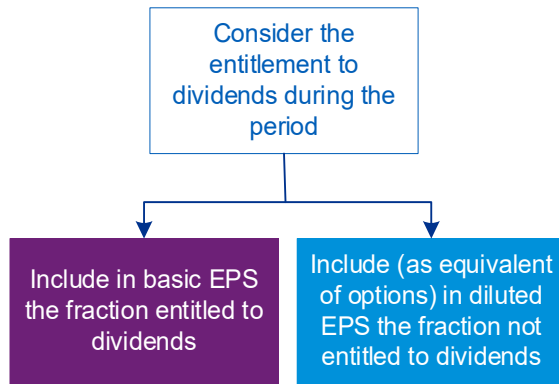 Consider the
entitlement to
dividends during the
period
Include in basic EPS
the fraction entitled to
dividends
Include (as equivalent
of options) in diluted
EPS the fraction not
entitled to dividends